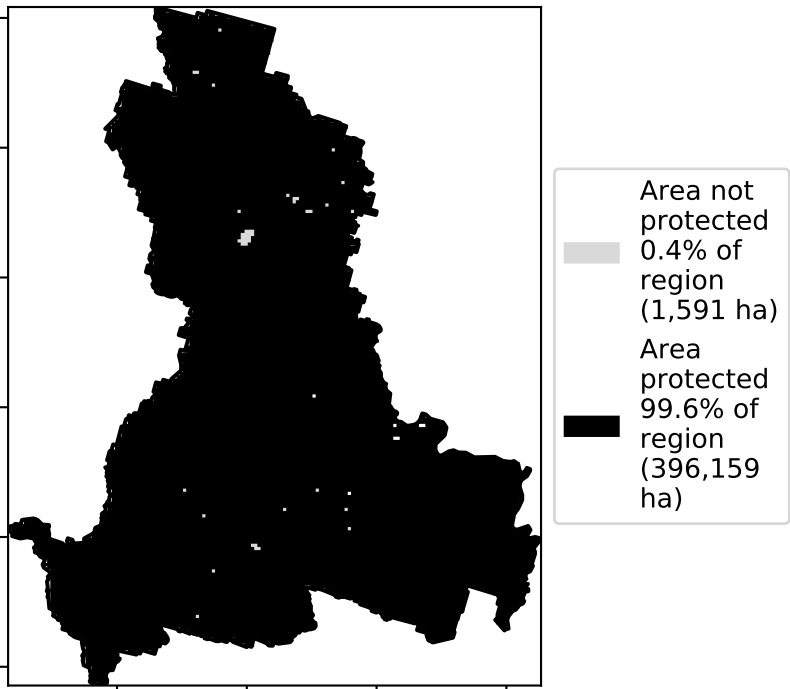 Area not
protected
0.4% of
region
(1,591 ha)
Area
protected
99.6% of
region
(396,159
ha)